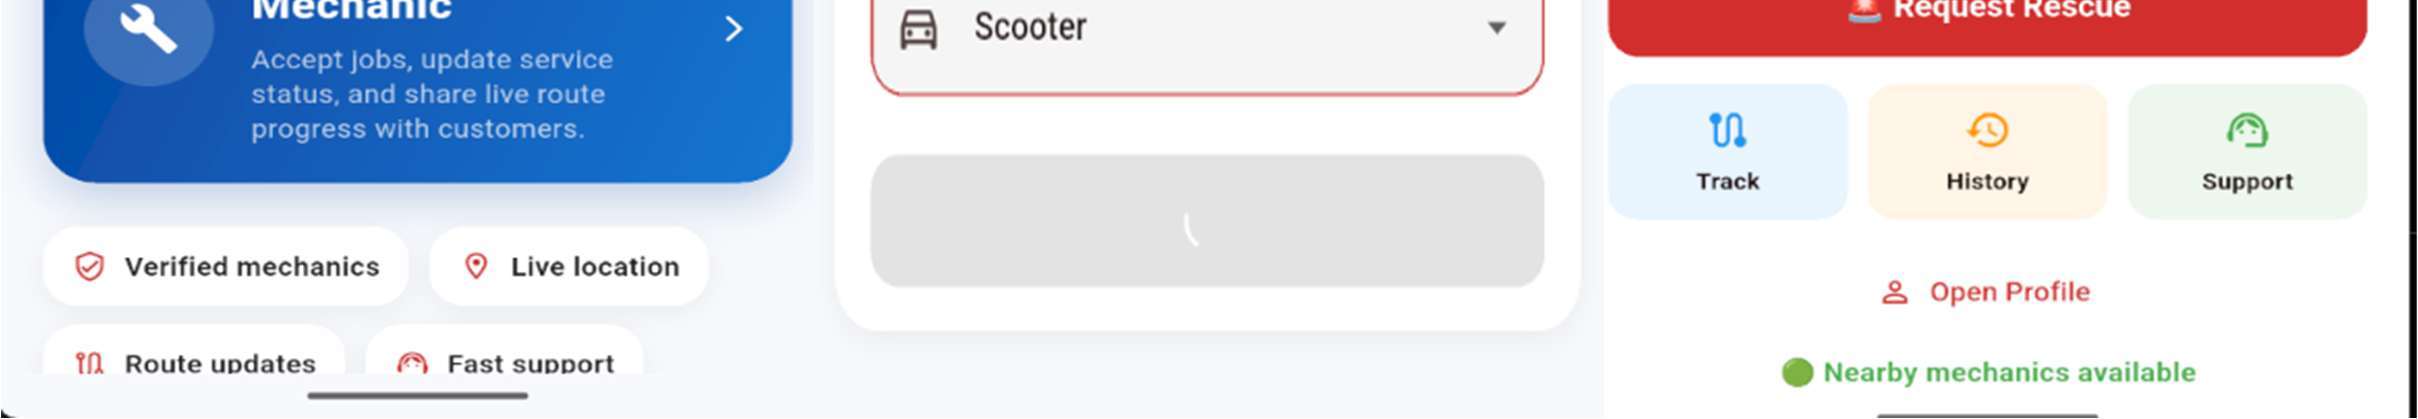 Mechanic
Accept jobs, update service
status, and share live route
progress with customers.
Verified mechanics
Live location
Route updates
Fast support
Scooter
🚨 Request Rescue
Track
History
Support
Open Profile
🟢 Nearby mechanics available